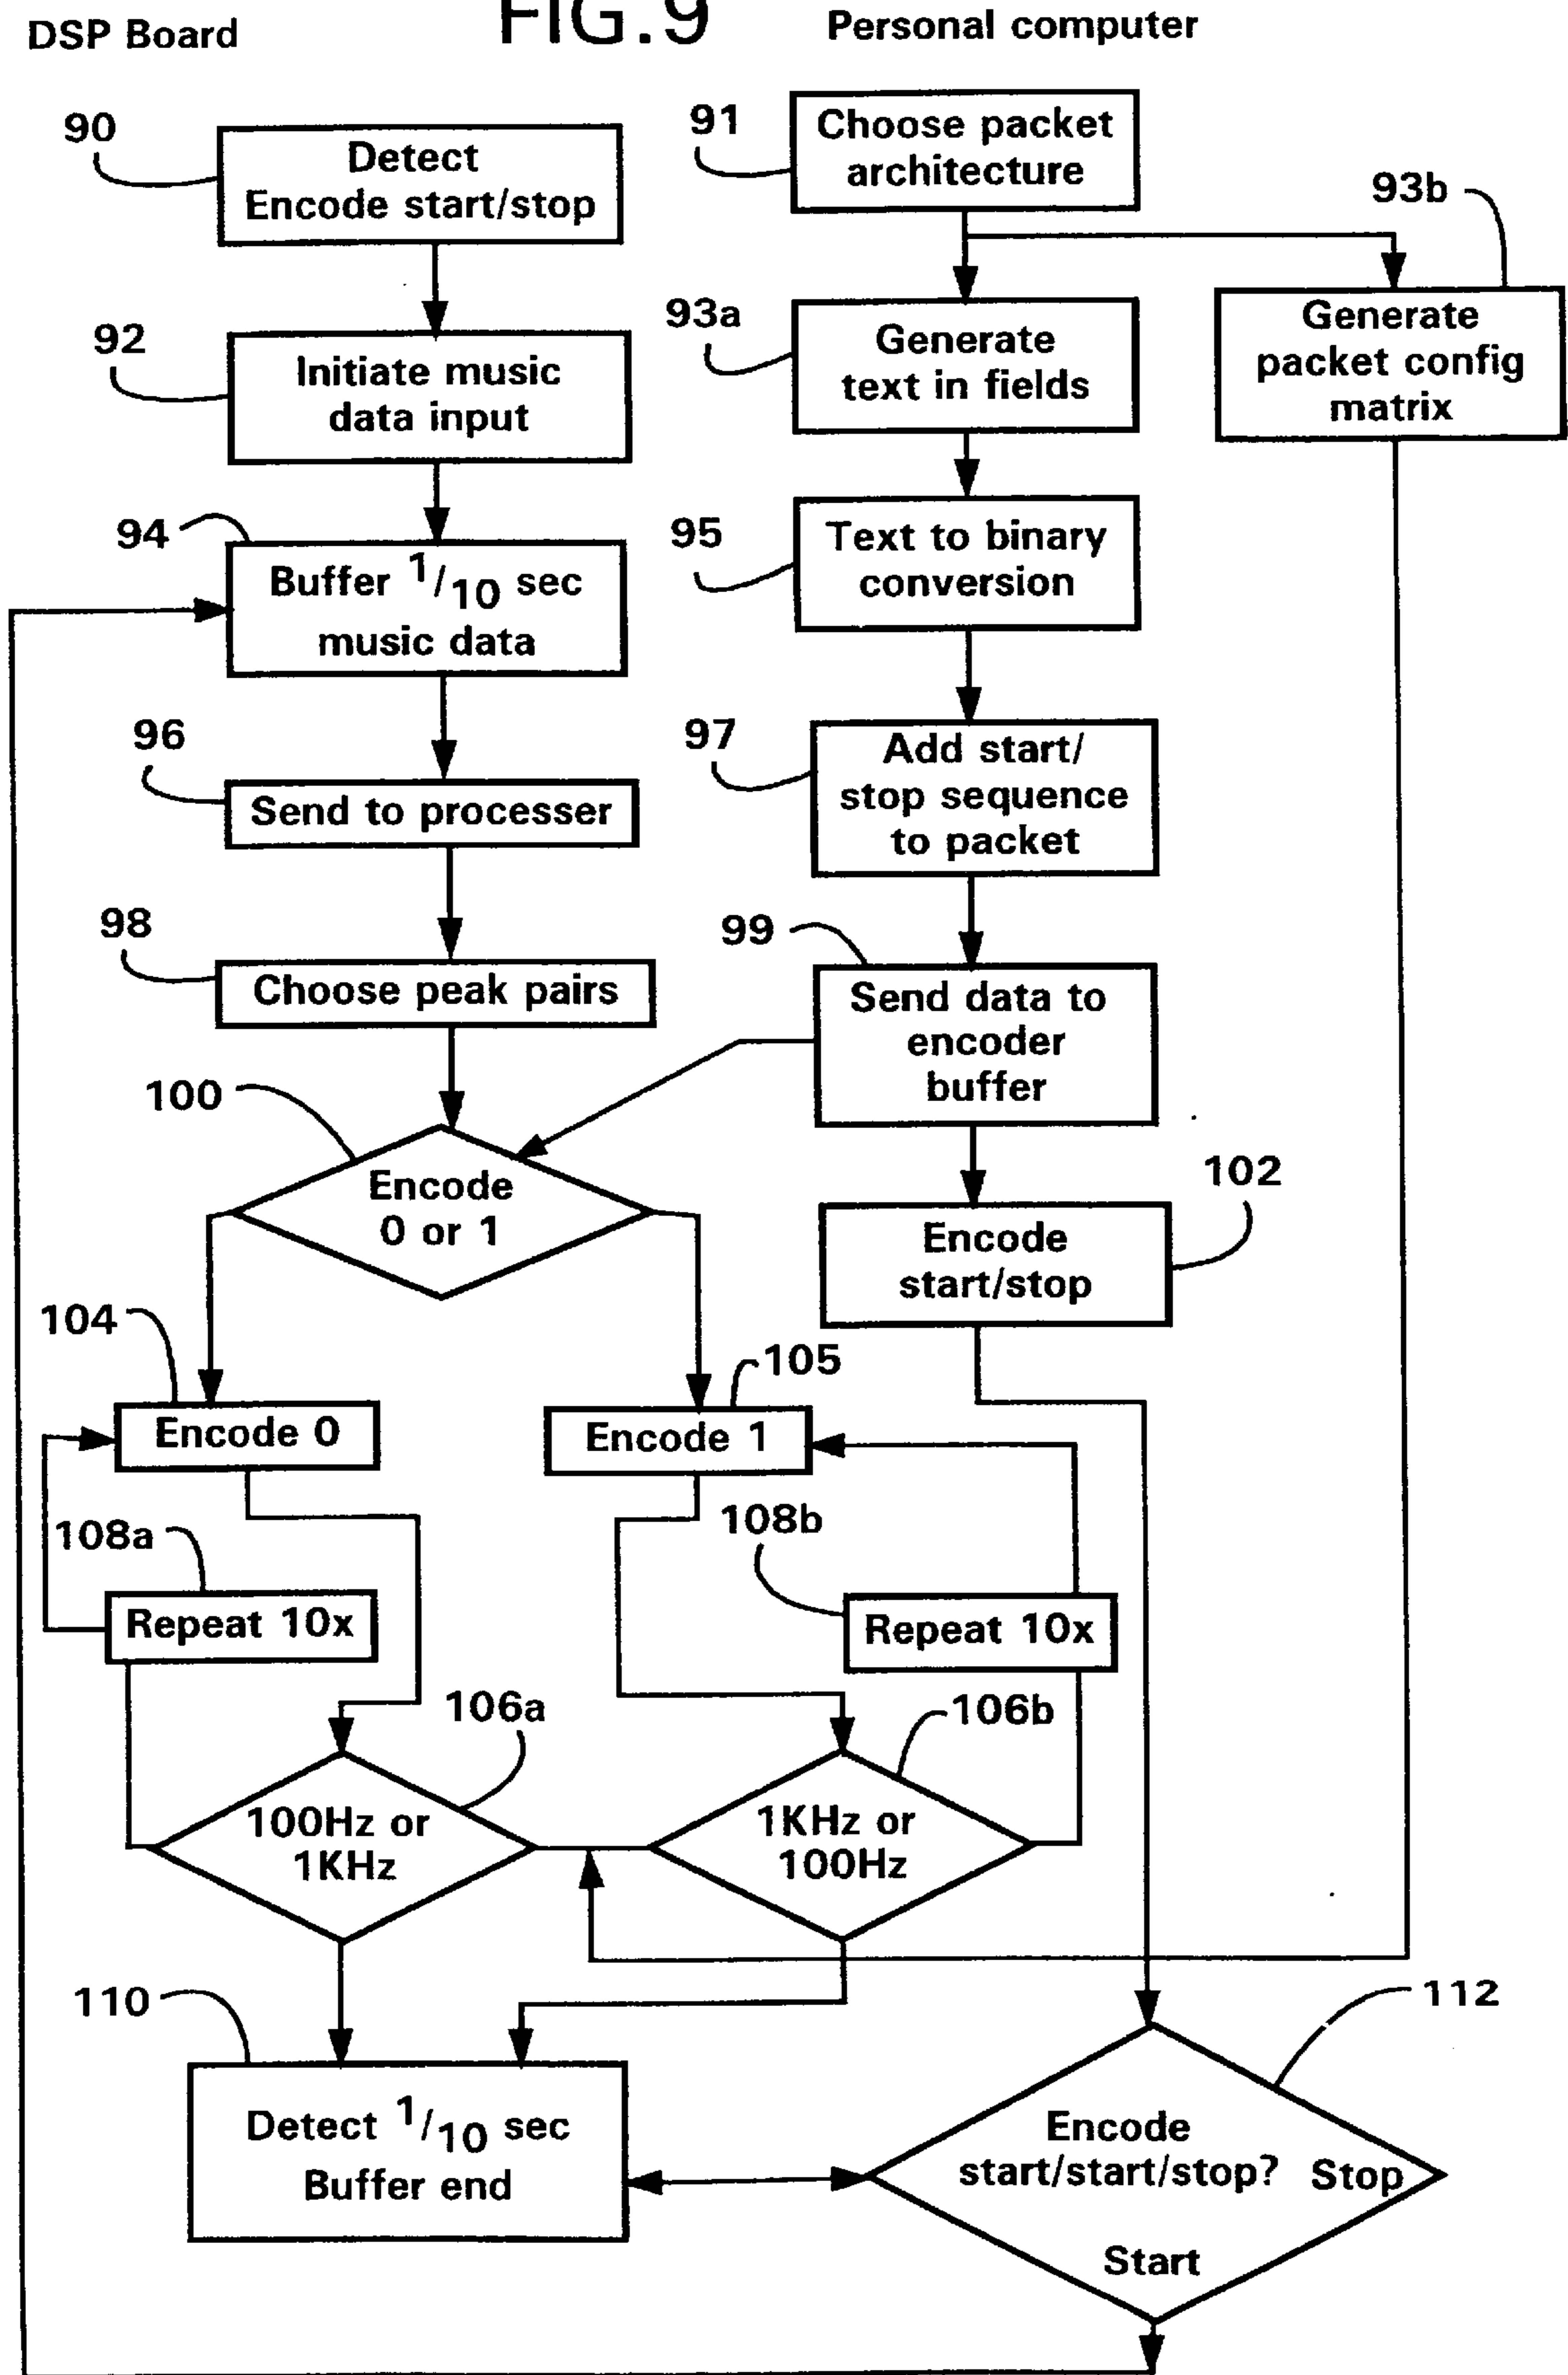 FIG.9
DSP Board
Personal computer
90
Detect
Encode start/stop
91
Choose packet
architecture
93b
Generate
packet config
matrix
92
Initiate music
data input
93a
Generate
text in fields
94
Buffer 1/10 sec
music data
95
Text to binary
conversion
96
Send to processer
97
Add start/
stop sequence
to packet
98
Choose peak pairs
99
Send data to
encoder
buffer
100
Encode
0 or 1
102
Encode
start/stop
104
Encode 0
105
Encode 1
108a
Repeat 10x
108b
Repeat 10x
106a
100Hz or
1KHz
106b
1KHz or
100Hz
110
Detect 1/10 sec
Buffer end
112
Encode
start/start/stop? Stop
Start